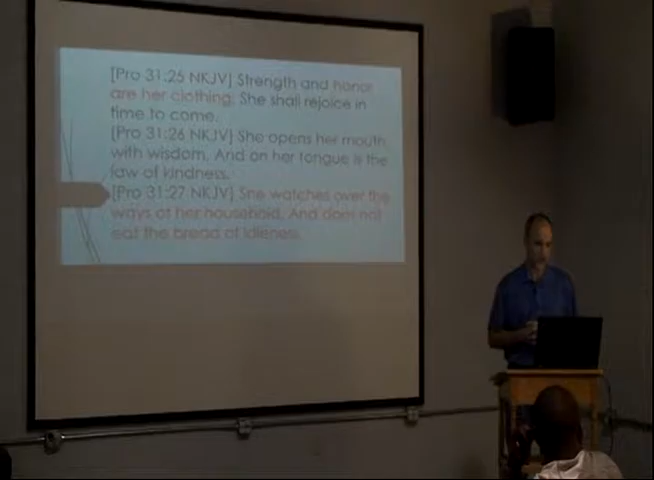 [Pro 31:25 NKJV] Strength and honor
are her clothing; She shall rejoice in
time to come.
[Pro 31:26 NKJV] She opens her mouth
with wisdom, And on her tongue is the
law of kindness.
[Pro 31:27 NKJV] She watches over the
ways of her household, And does not
eat the bread of idleness.